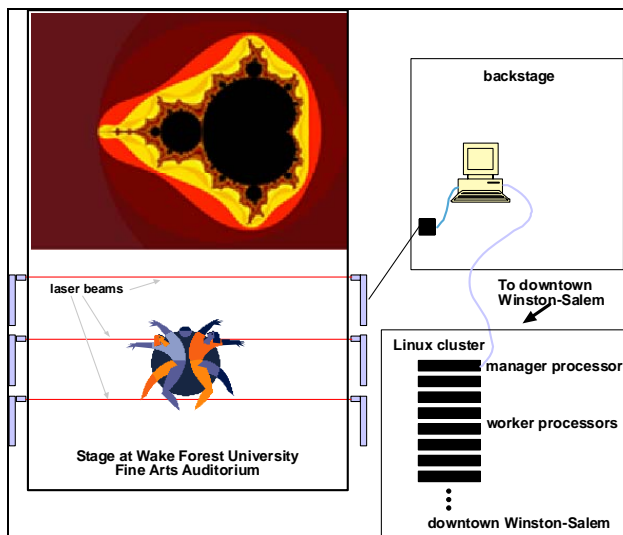 backstage
laser beams
To downtown
Winston-Salem
Linux cluster
manager processor
worker processors
Stage at Wake Forest University
Fine Arts Auditorium
downtown Winston-Salem